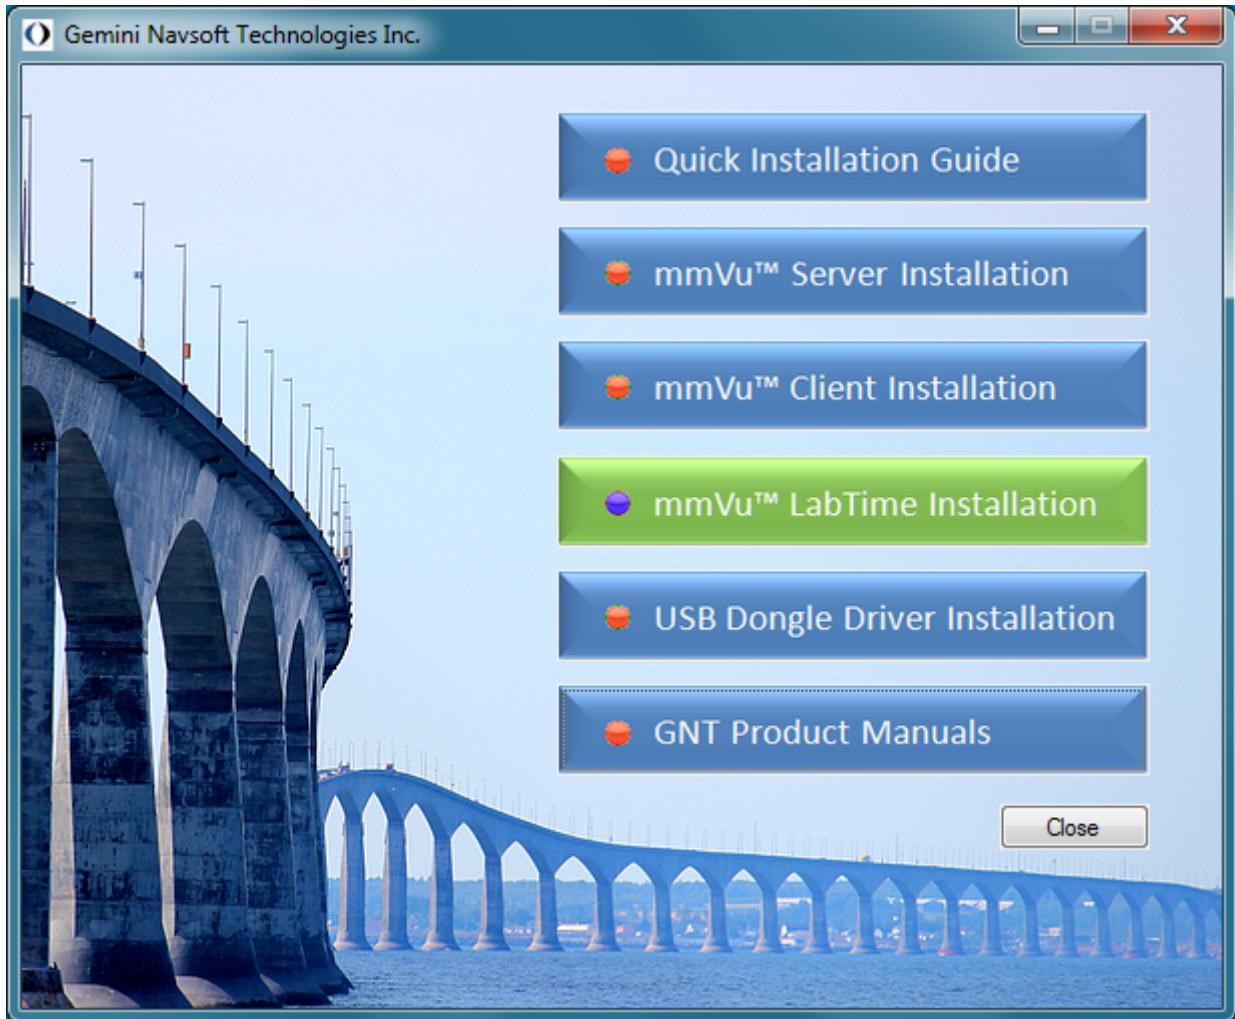 Gemini Navsoft Technologies Inc.
Quick Installation Guide
mmVu™ Server Installation
mmVu™ Client Installation
mmVu™ LabTime Installation
USB Dongle Driver Installation
GNT Product Manuals
Close